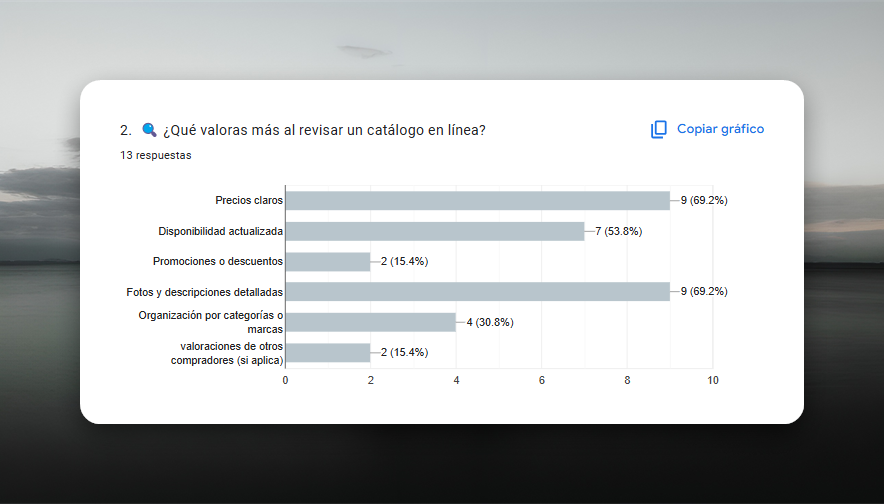 2. 🔍 ¿Qué valoras más al revisar un catálogo en línea?
Copiar gráfico
13 respuestas
Precios claros
9 (69.2%)
Disponibilidad actualizada
7 (53.8%)
Promociones o descuentos
2 (15.4%)
Fotos y descripciones detalladas
9 (69.2%)
Organización por categorías o
marcas
4 (30.8%)
valoraciones de otros
compradores (si aplica)
2 (15.4%)
0 2 4 6 8 10